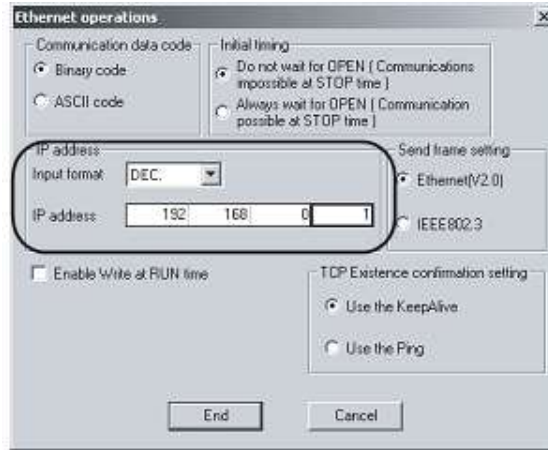 Ethernet operations
Communication data code
Binary code
ASCII code
Initial timing
Do not wait for OPEN ( Communications
impossible at STOP time )
Always wait for OPEN ( Communication
possible at STOP time )
IP address
Input format DEC.
IP address 192 168 0 1
Send frame setting
Ethernet(V2.0)
IEEE802.3
Enable Write at RUN time
TCP Existence confirmation setting
Use the KeepAlive
Use the Ping
End Cancel